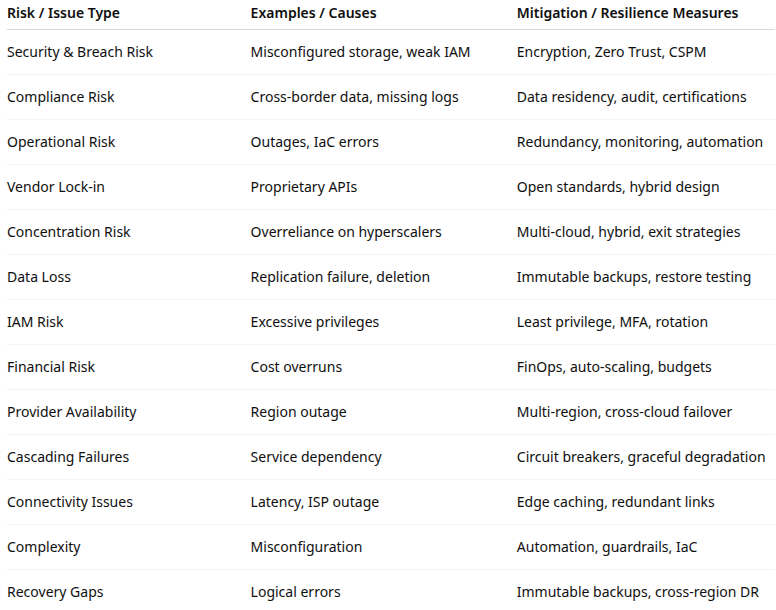 Risk / Issue Type Examples / Causes Mitigation / Resilience Measures
Security & Breach Risk Misconfigured storage, weak IAM Encryption, Zero Trust, CSPM
Compliance Risk Cross-border data, missing logs Data residency, audit, certifications
Operational Risk Outages, IaC errors Redundancy, monitoring, automation
Vendor Lock-in Proprietary APIs Open standards, hybrid design
Concentration Risk Overreliance on hyperscalers Multi-cloud, hybrid, exit strategies
Data Loss Replication failure, deletion Immutable backups, restore testing
IAM Risk Excessive privileges Least privilege, MFA, rotation
Financial Risk Cost overruns FinOps, auto-scaling, budgets
Provider Availability Region outage Multi-region, cross-cloud failover
Cascading Failures Service dependency Circuit breakers, graceful degradation
Connectivity Issues Latency, ISP outage Edge caching, redundant links
Complexity Misconfiguration Automation, guardrails, IaC
Recovery Gaps Logical errors Immutable backups, cross-region DR